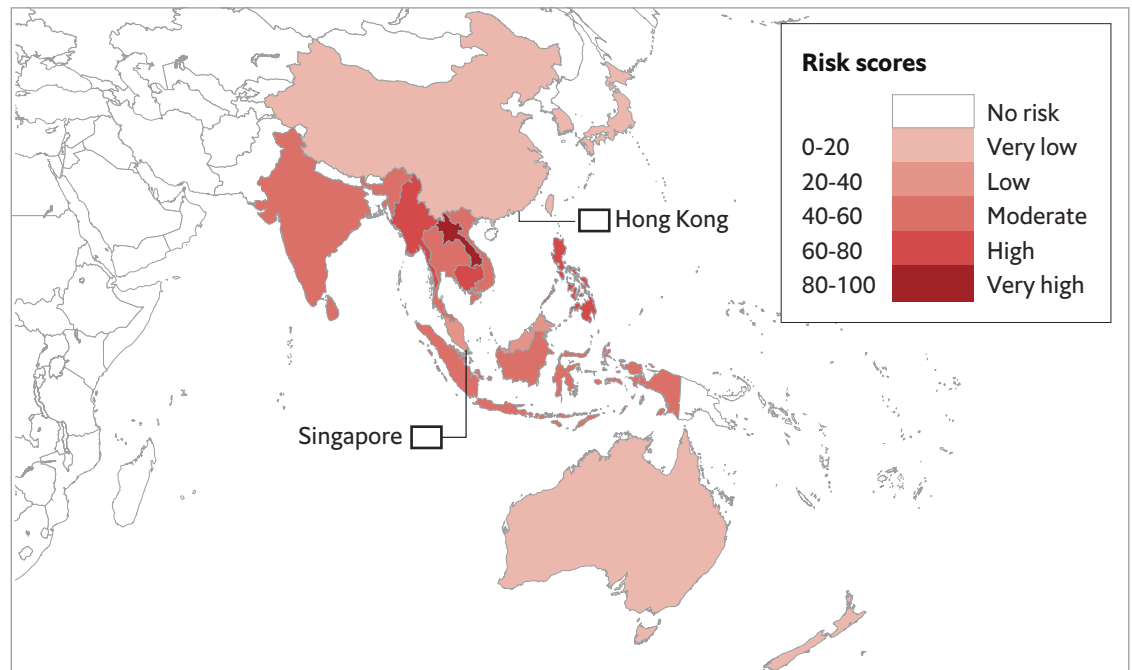 Risk scores
No risk
0-20 Very low
20-40 Low
40-60 Moderate
60-80 High
80-100 Very high
Hong Kong
Singapore